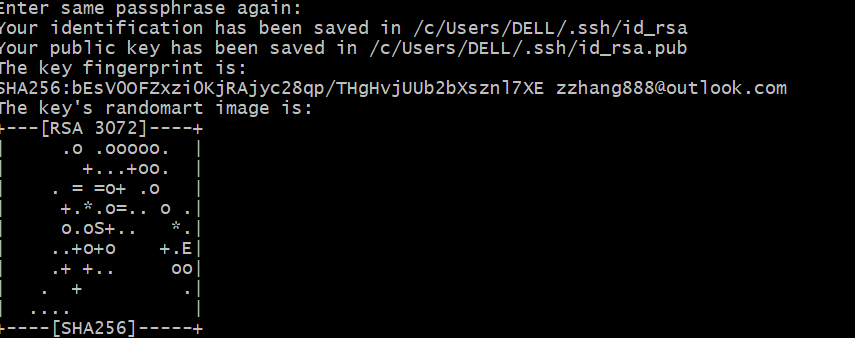 Enter same passphrase again:
Your identification has been saved in /c/Users/DELL/.ssh/id_rsa
Your public key has been saved in /c/Users/DELL/.ssh/id_rsa.pub
The key fingerprint is:
SHA256:bEsVOOFZxziOKjRAjyc28qp/THgHvjUUb2bXsznl7XE zzhang888@outlook.com
The key's randomart image is:
+---[RSA 3072]----+
|     .o .ooooo.  |
|       +...+oo.  |
|    . = =o+ .o   |
|     +.*.o=.. o .|
|     o.oS+..   *.|
|    ..+o+o    +.E|
|    .+ +..     oo|
|   .  +         .|
|  ....           |
+----[SHA256]-----+